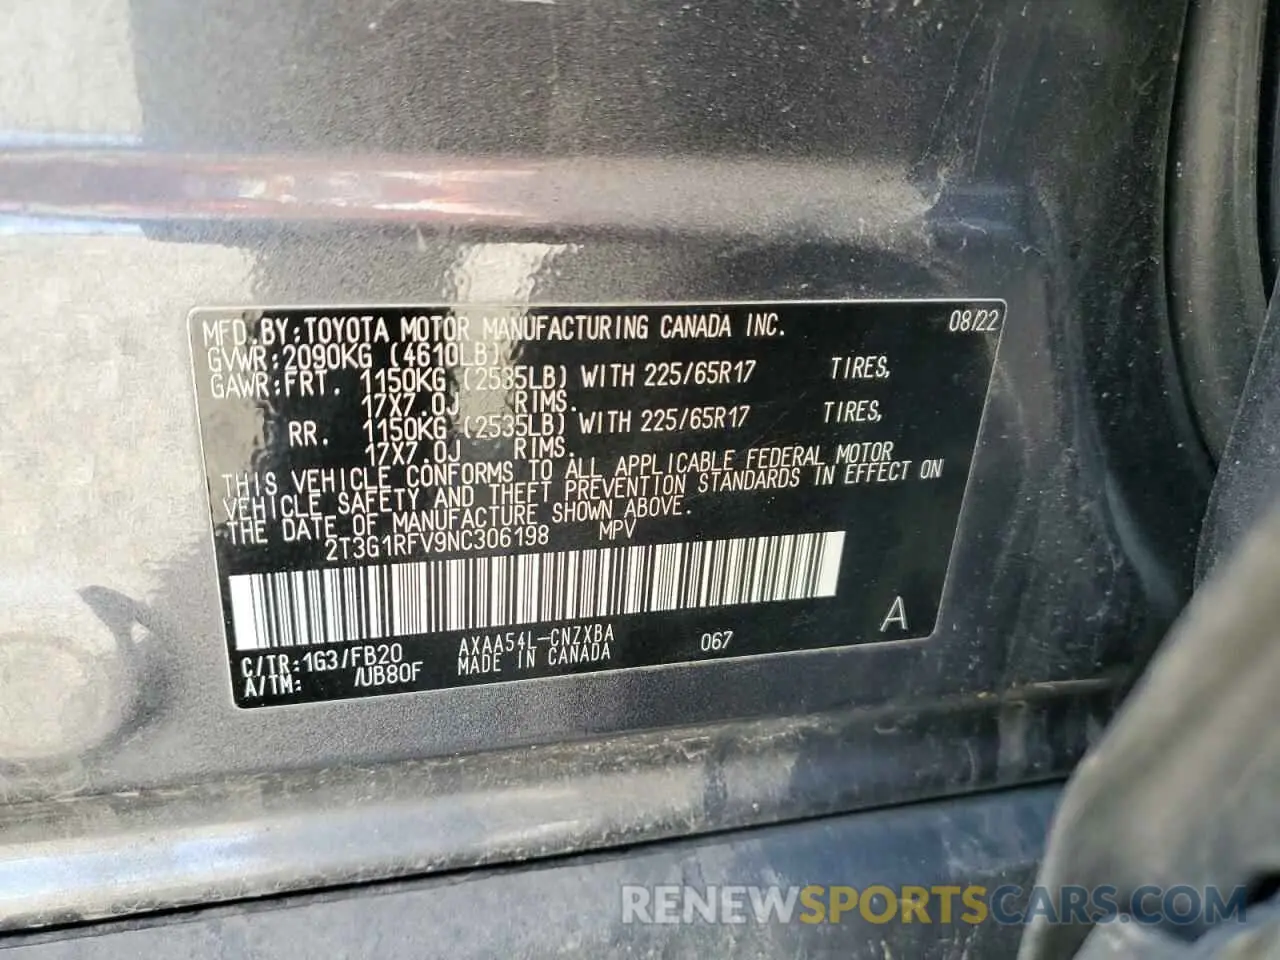 MFD.BY:TOYOTA MOTOR MANUFACTURING CANADA INC. 08/22
GVWR:2090KG (4610LB)
GAWR:FRT. 1150KG (2535LB) WITH 225/65R17 TIRES,
17X7.0J RIMS.
RR. 1150KG (2535LB) WITH 225/65R17 TIRES,
17X7.0J RIMS.
THIS VEHICLE CONFORMS TO ALL APPLICABLE FEDERAL MOTOR
VEHICLE SAFETY AND THEFT PREVENTION STANDARDS IN EFFECT ON
THE DATE OF MANUFACTURE SHOWN ABOVE.
2T3G1RFV9NC306198 MPV
C/TR:1G3/FB20 AXAA54L-CNZXBA 067 A
A/TM: /UB80F MADE IN CANADA
RENEWSPORTSCARS.COM